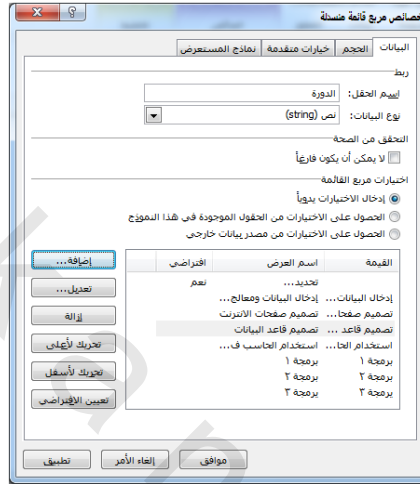 خصائص مربع قائمة منسدلة
البيانات الحجم خيارات متقدمة نماذج المستعرض
ربط
اسم الحقل: الدورة
نوع البيانات: نص (string)
التحقق من الصحة
لا يمكن أن يكون فارغاً
اختيارات مربع القائمة
إدخال الاختيارات يدوياً
الحصول على الاختيارات من الحقول الموجودة في هذا النموذج
الحصول على الاختيارات من مصدر بيانات خارجي
القيمة اسم العرض افتراضي
تحديد... نعم
إدخال البيانات... إدخال البيانات ومعالج...
تصميم صفحا... تصميم صفحات الانترنت
تصميم قاعد ... تصميم قاعد البيانات
استخدام الحا... استخدام الحاسب ف...
برمجة ١ برمجة ١
برمجة ٢ برمجة ٢
برمجة ٣ برمجة ٣
إضافة...
تعديل...
إزالة
تحريك لأعلى
تحريك لأسفل
تعيين الافتراضي
موافق إلغاء الأمر تطبيق